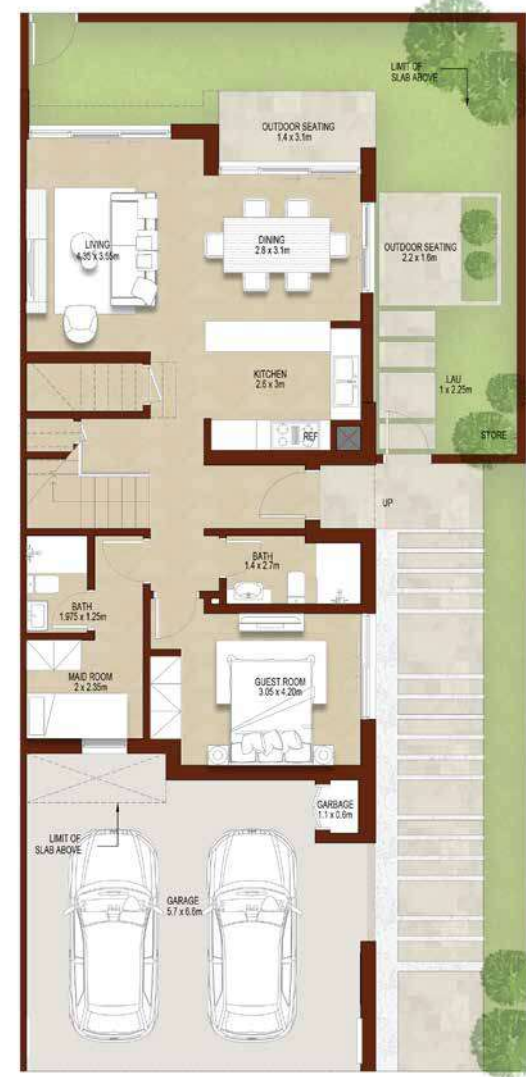 LIMIT OF
SLAB ABOVE
OUTDOOR SEATING
1.4 x 3.1m
LIVING
4.35 x 3.55m
DINING
2.8 x 3.1m
OUTDOOR SEATING
2.2 x 1.6m
KITCHEN
2.6 x 3m
LAU
1 x 2.25m
REF
STORE
UP
BATH
1.4 x 2.7m
BATH
1.975 x 1.25m
MAID ROOM
2 x 2.35m
GUEST ROOM
3.05 x 4.20m
GARBAGE
1.1 x 0.6m
LIMIT OF
SLAB ABOVE
GARAGE
5.7 x 6.6m